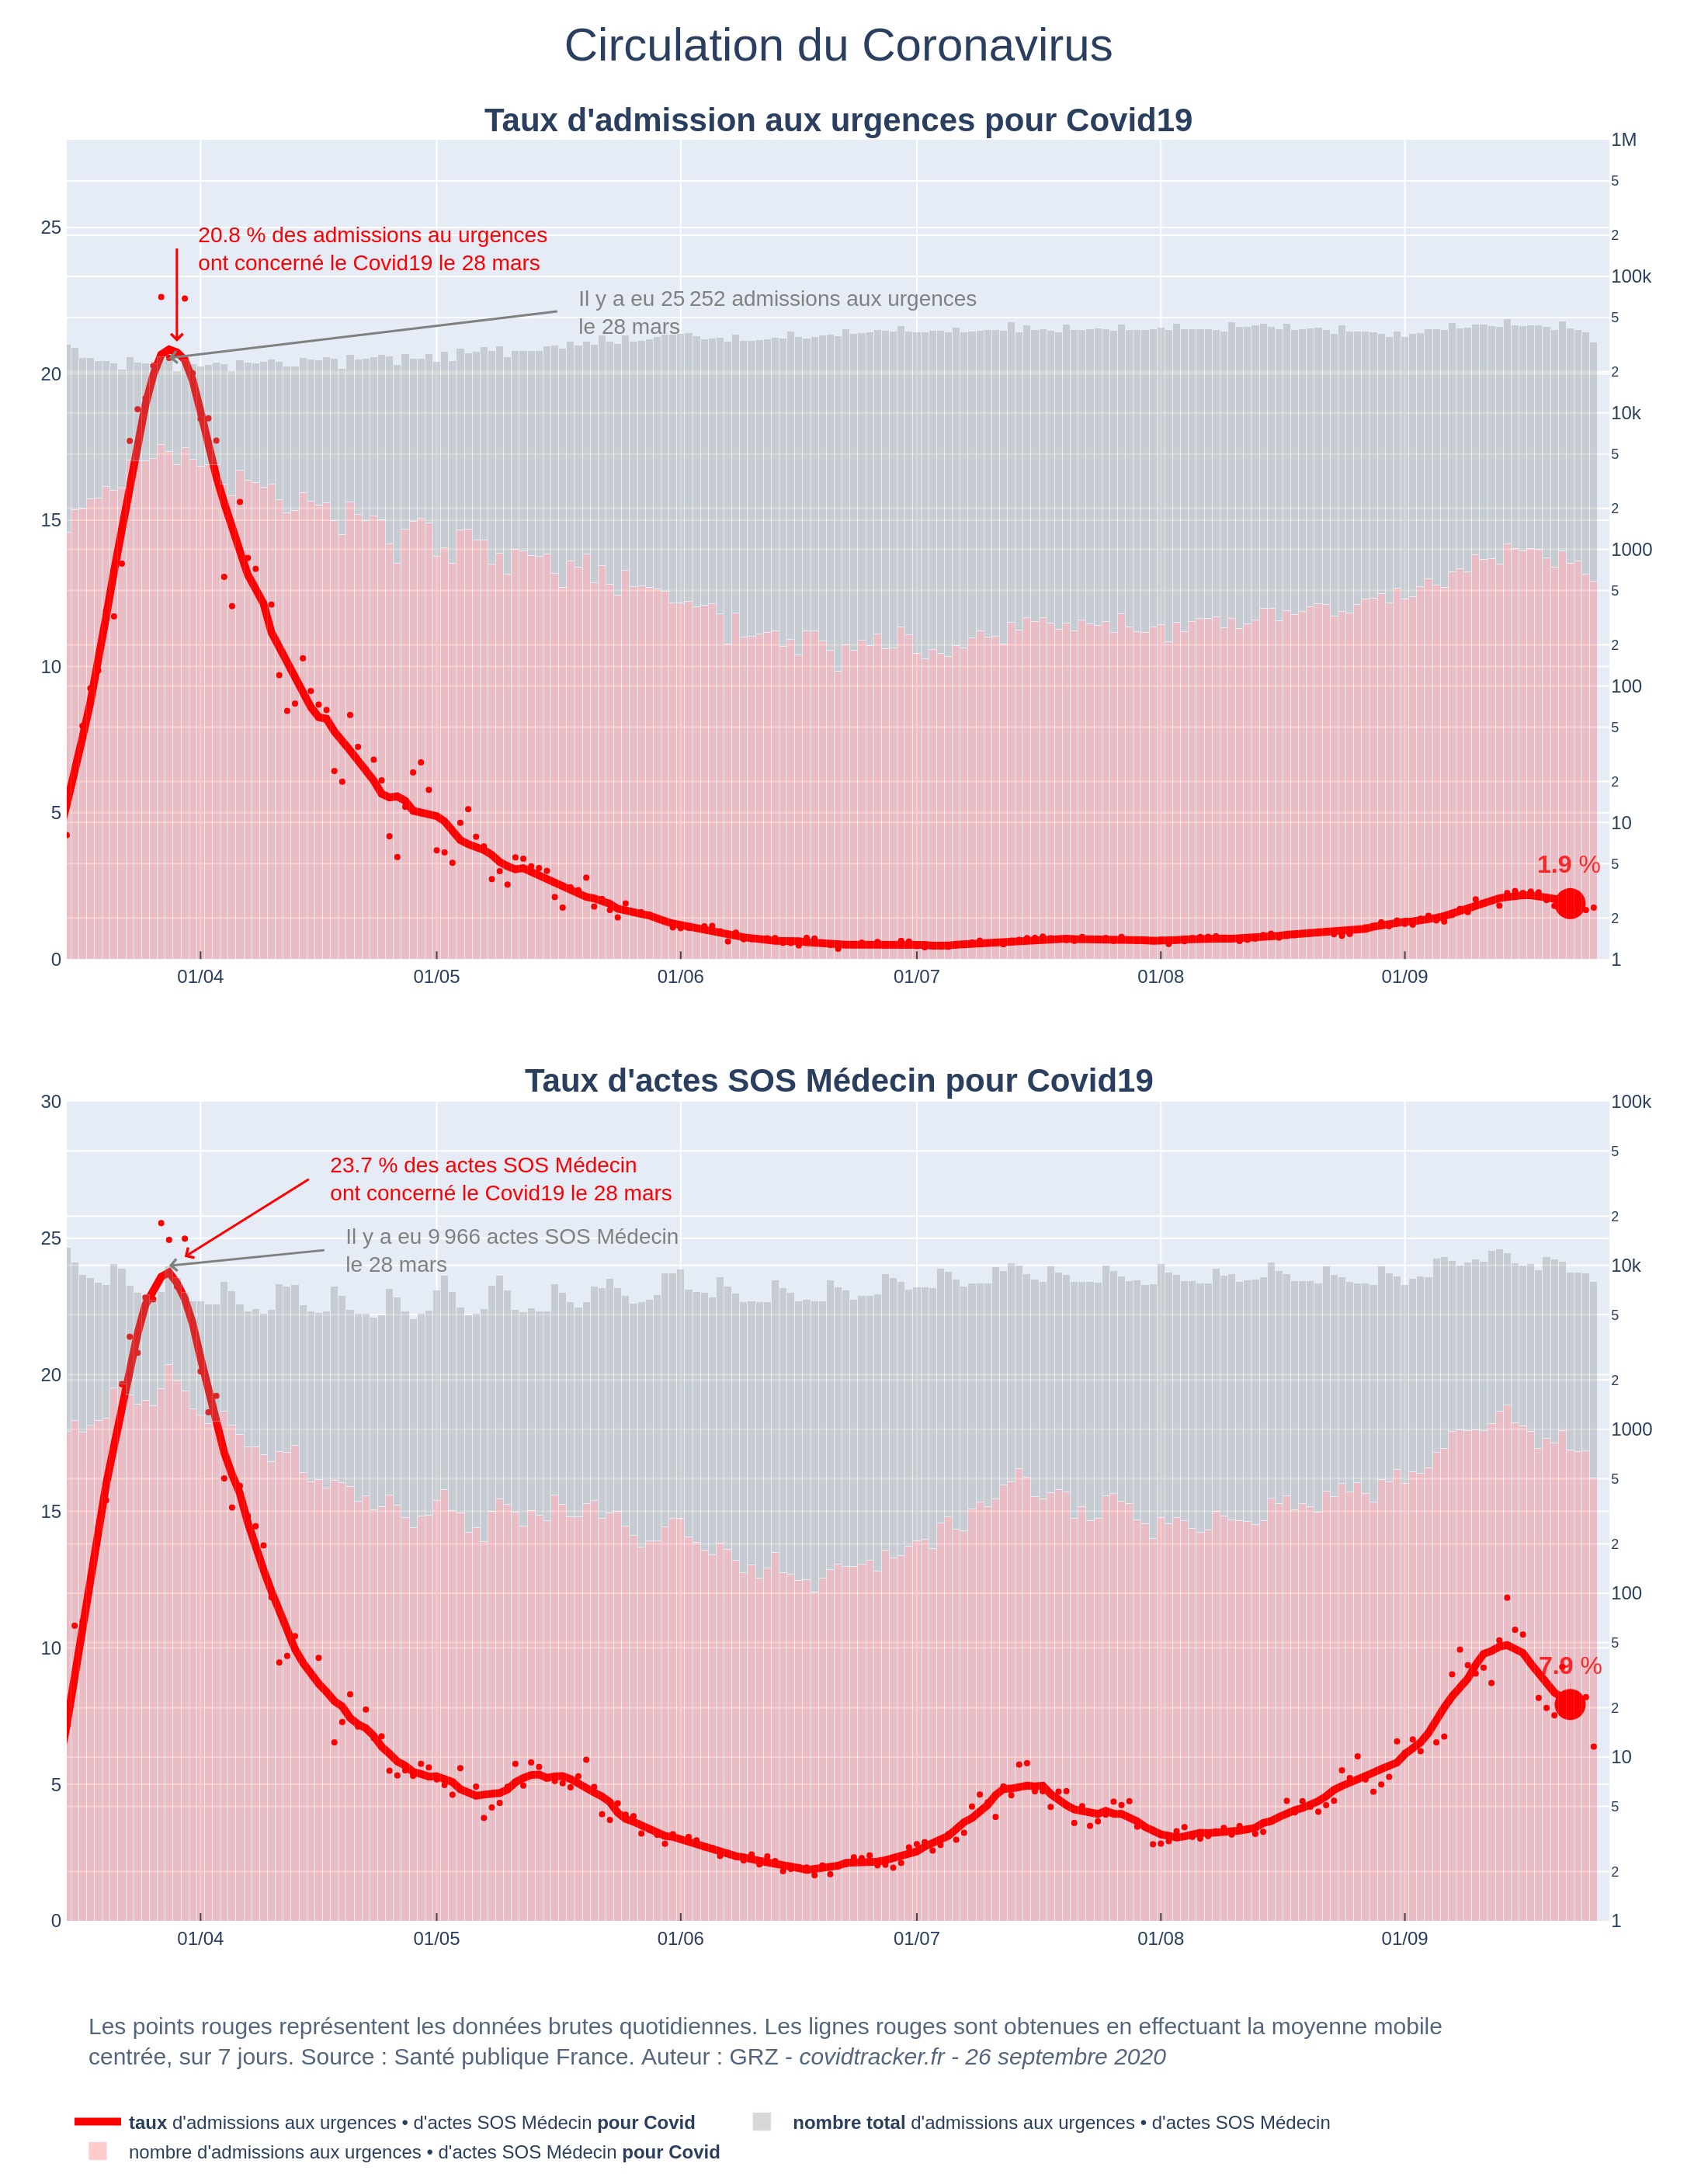 Circulation du Coronavirus
Taux d'admission aux urgences pour Covid19
1M
5
25
20.8 % des admissions au urgences
2
ont concerné le Covid19 le 28 mars
100k
Il y a eu 25 252 admissions aux urgences
5
le 28 mars
20
2
10k
5
15
2
1000
5
10
2
100
5
2
5
10
1.9 %
5
2
0
1
01/04
01/05
01/06
01/07
01/08
01/09
Taux d'actes SOS Médecin pour Covid19
30
100k
5
23.7 % des actes SOS Médecin
ont concerné le Covid19 le 28 mars
2
25
Il y a eu 9 966 actes SOS Médecin
le 28 mars
10k
5
20
2
1000
5
15
2
100
10
5
7.9 %
2
10
5
5
2
0
1
01/04
01/05
01/06
01/07
01/08
01/09
Les points rouges représentent les données brutes quotidiennes. Les lignes rouges sont obtenues en effectuant la moyenne mobile
centrée, sur 7 jours. Source : Santé publique France. Auteur : GRZ - covidtracker.fr - 26 septembre 2020
taux d'admissions aux urgences • d'actes SOS Médecin pour Covid
nombre total d'admissions aux urgences • d'actes SOS Médecin
nombre d'admissions aux urgences • d'actes SOS Médecin pour Covid